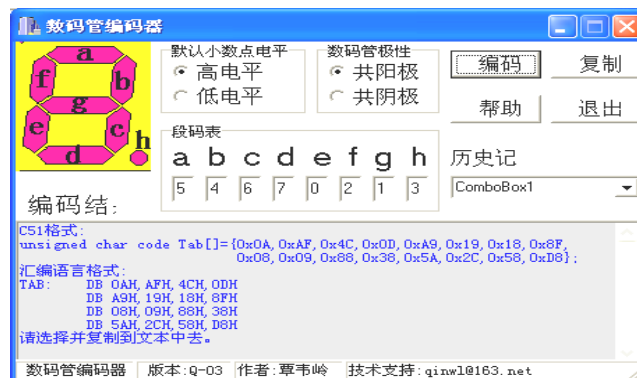 数码管编码器
a
f b
g
e c
d h
默认小数点电平
高电平
低电平
数码管极性
共阳极
共阴极
编码 复制
帮助 退出
段码表
a b c d e f g h
5 4 6 7 0 2 1 3
历史记
ComboBox1
编码结:
C51格式:
unsigned char code Tab[]={0x0A, 0xAF, 0x4C, 0x0D, 0xA9, 0x19, 0x18, 0x8F,
0x08, 0x09, 0x88, 0x38, 0x5A, 0x2C, 0x58, 0xD8};
汇编语言格式:
TAB: DB 0AH, AFH, 4CH, 0DH
DB A9H, 19H, 18H, 8FH
DB 08H, 09H, 88H, 38H
DB 5AH, 2CH, 58H, D8H
请选择并复制到文本中去。
数码管编码器 版本:Q-03 作者:覃韦岭 技术支持:qinwl@163.net